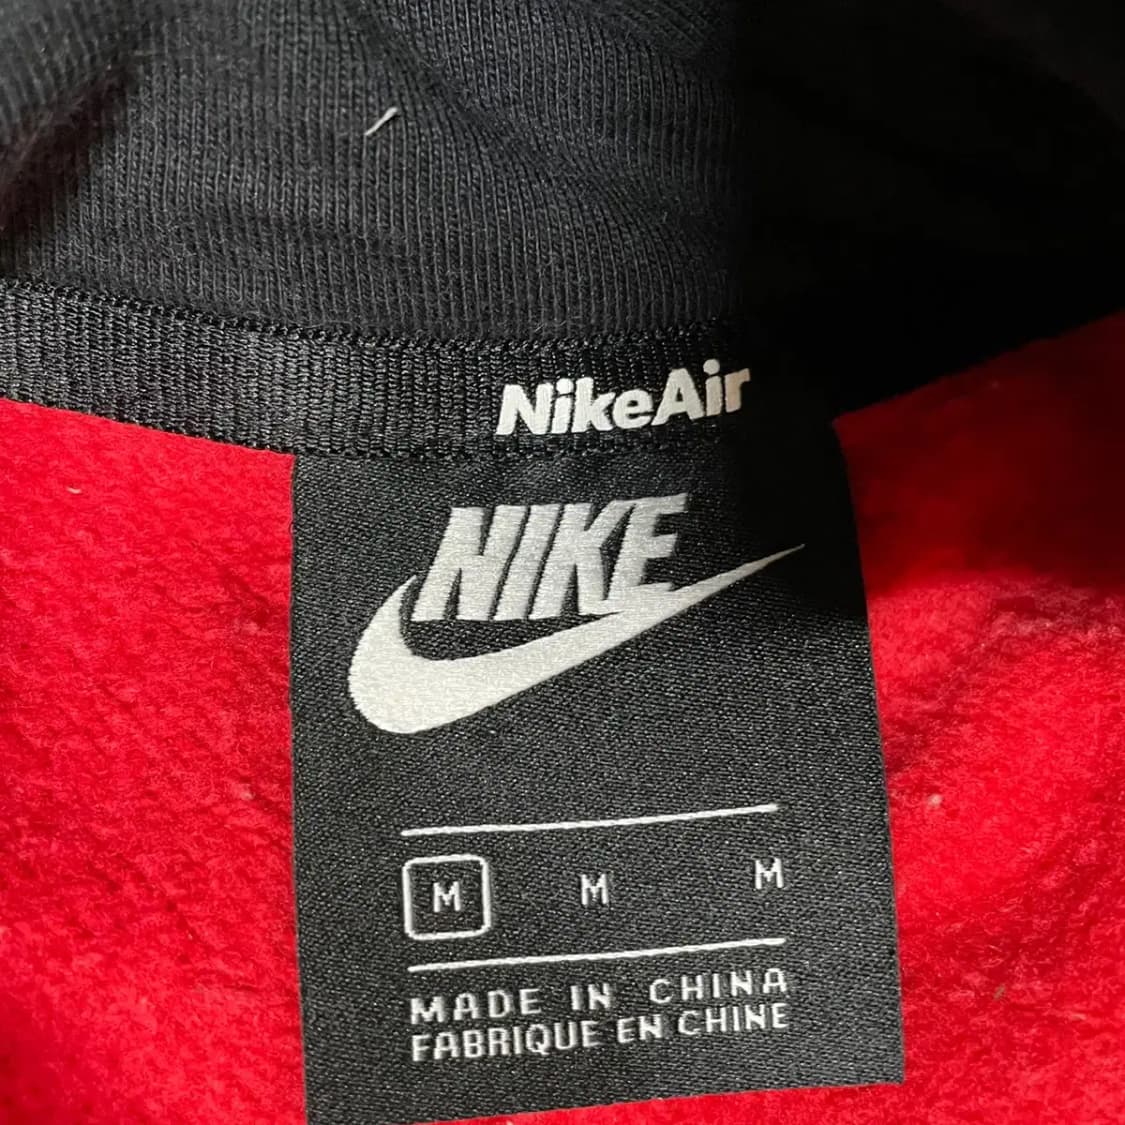 NikeAir
NIKE
M M M
MADE IN CHINA
FABRIQUE EN CHINE